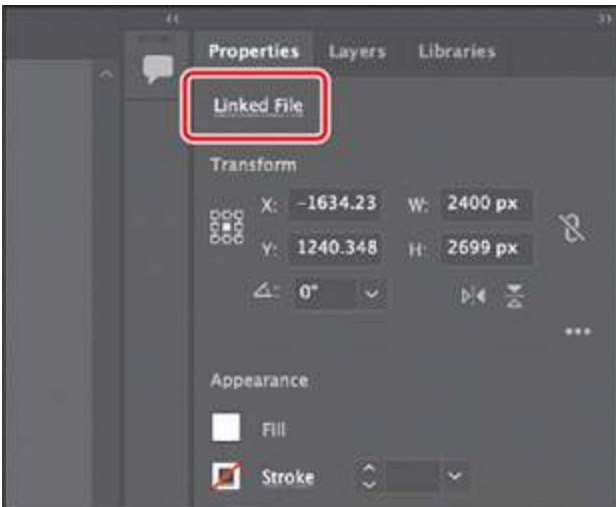 Properties Layers Libraries
Linked File
Transform
X: -1634.23 W: 2400 px
Y: 1240.348 H: 2699 px
0°
Appearance
Fill
Stroke